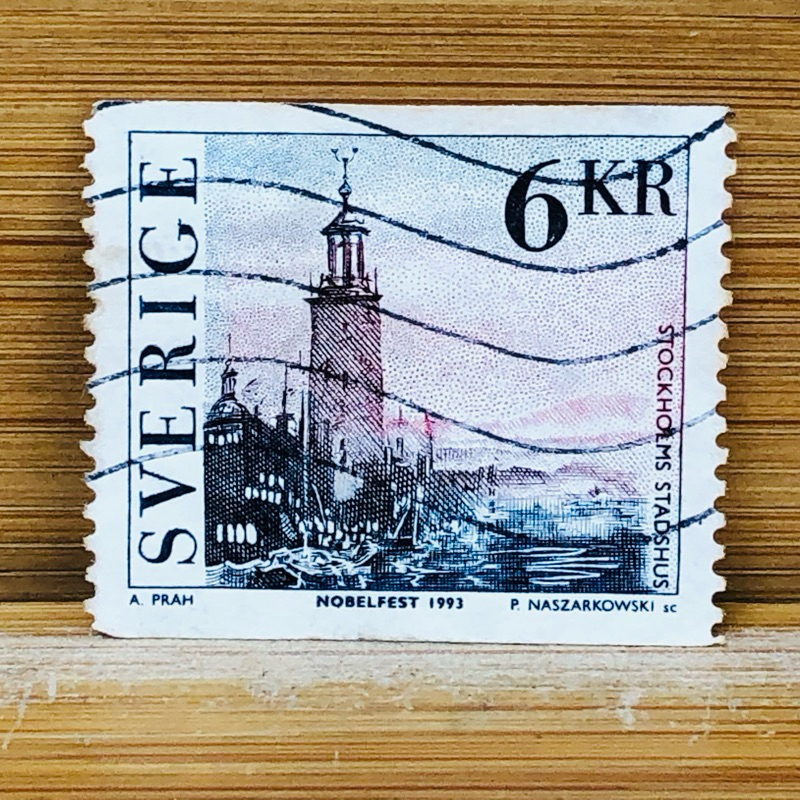 SVERIGE
6 KR
STOCKHOLMS STADSHUS
A. PRAH
NOBELFEST 1993
P. NASZARKOWSKI sc